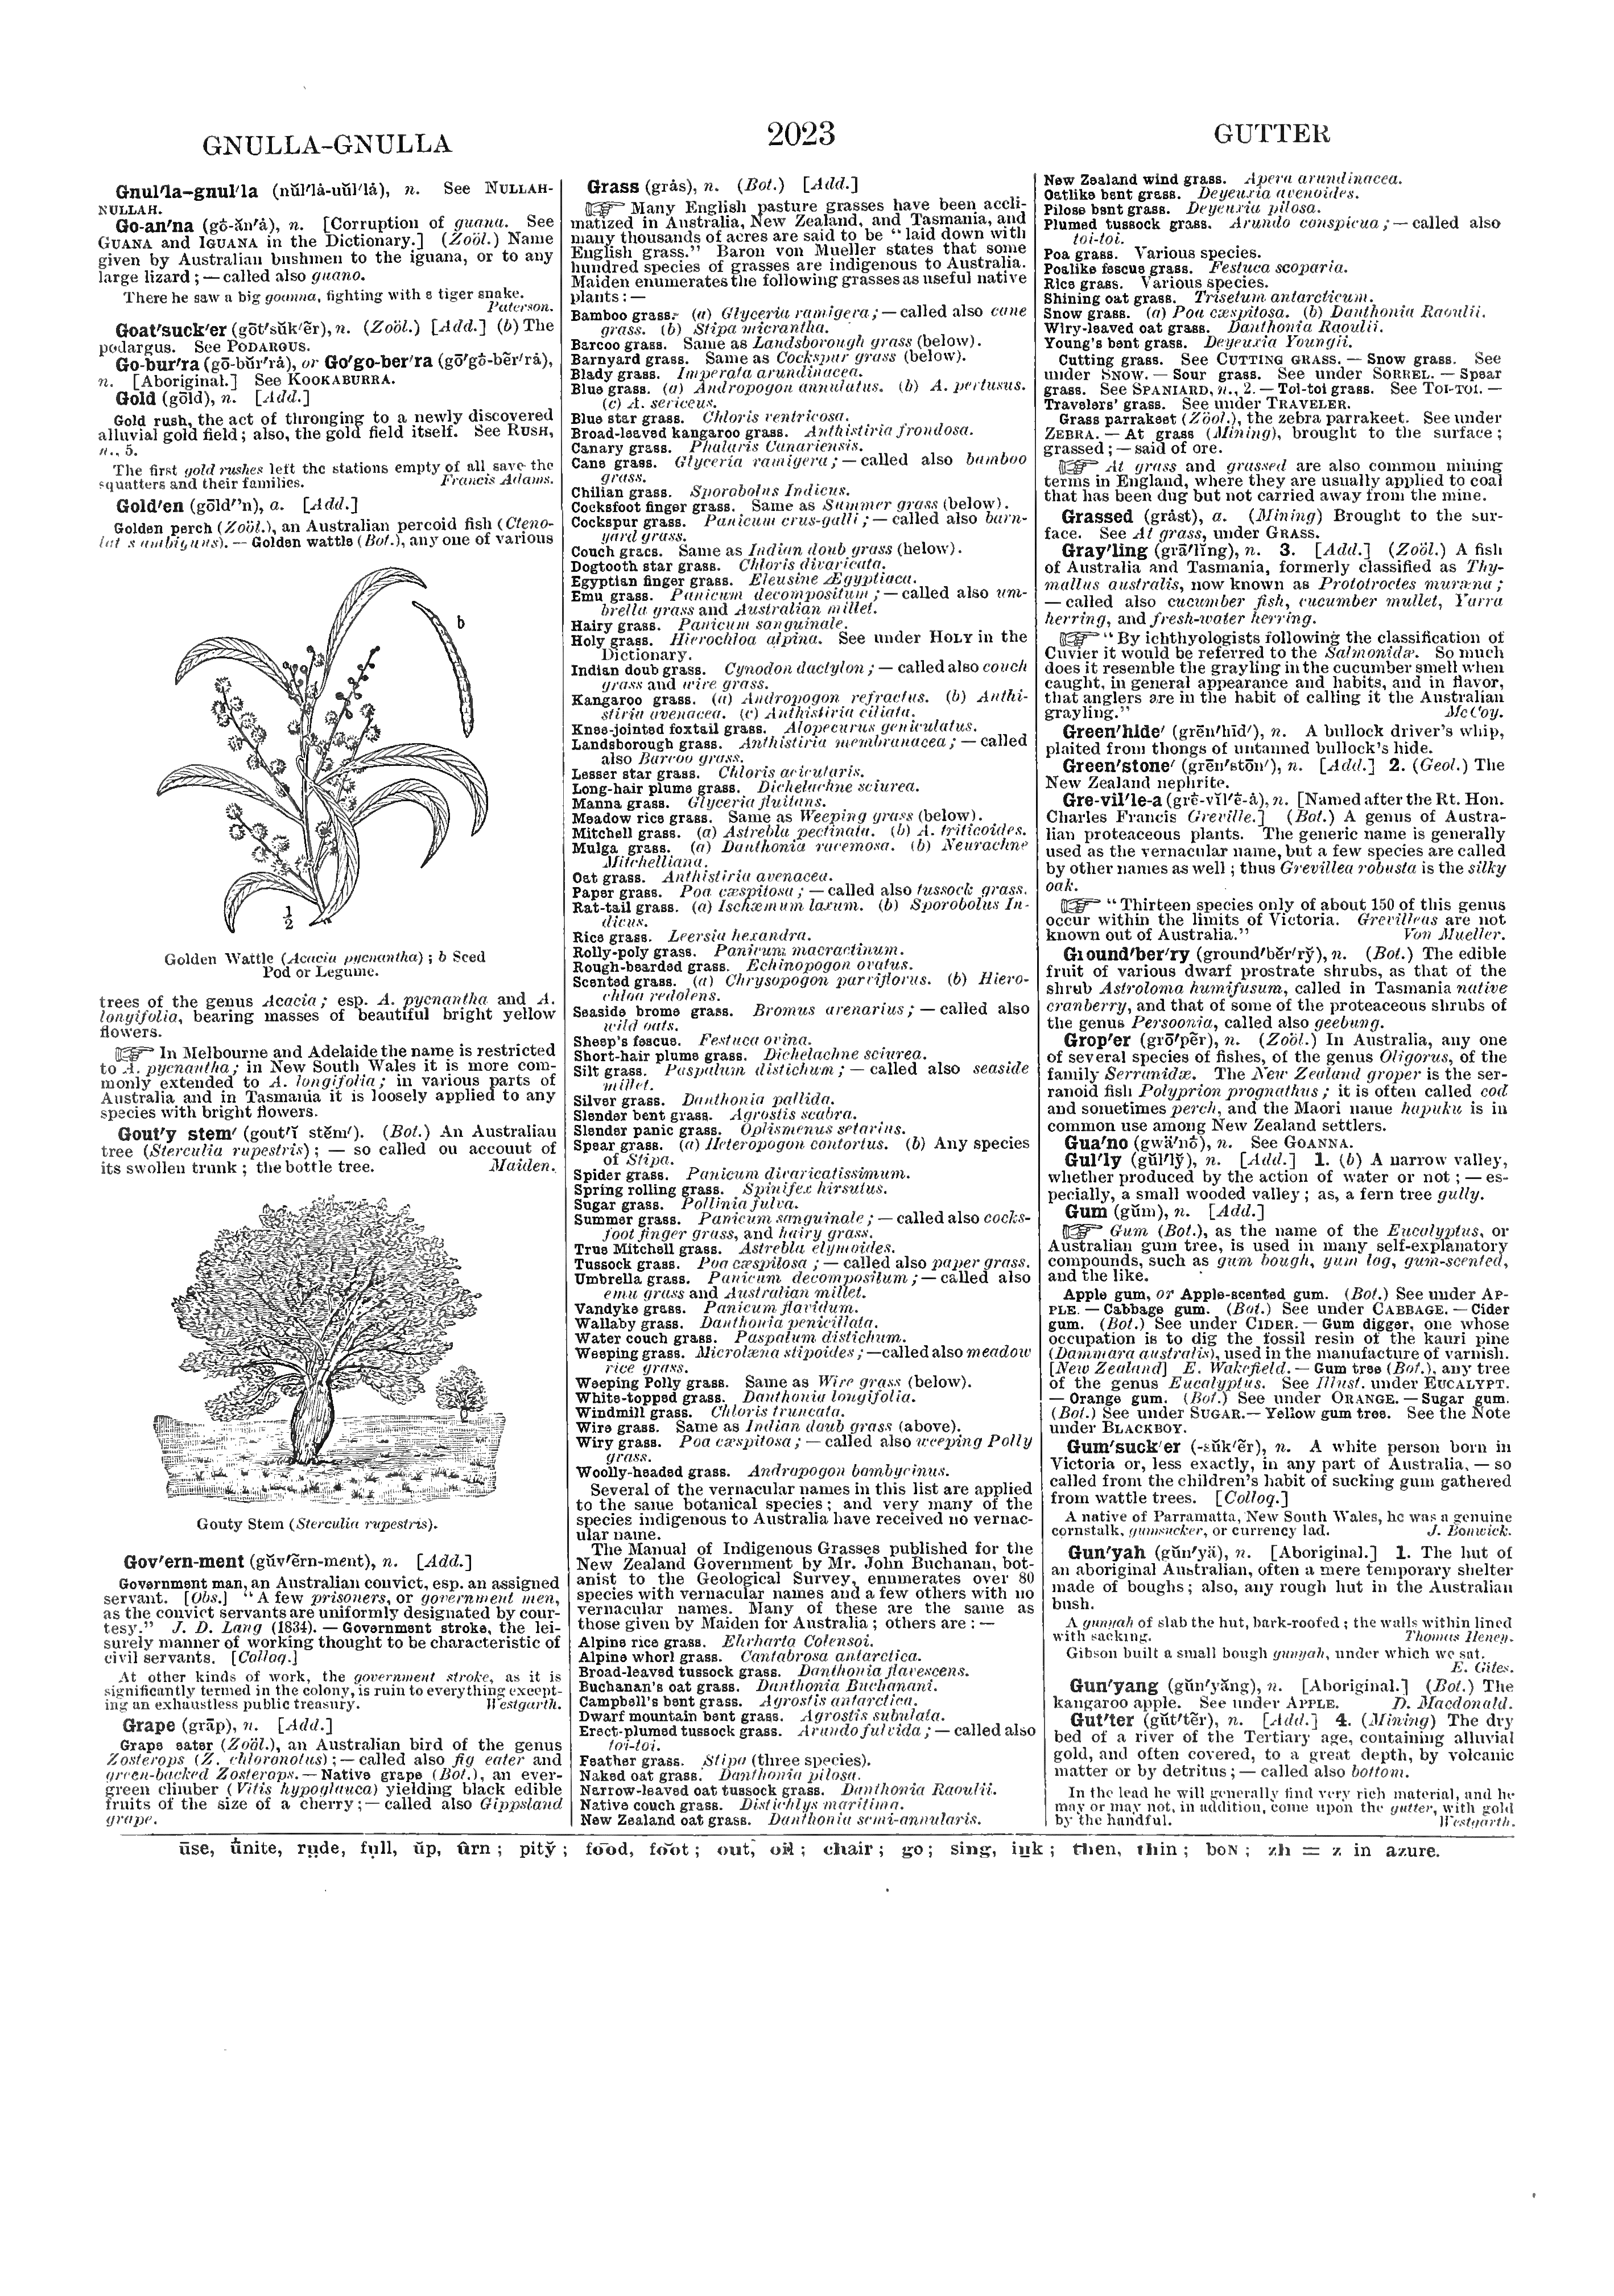 GNULLA–GNULLA
2023
GUTTER
Gnul′la–gnul′la (nŭl′lȧ-nŭl′lȧ), n. See NULLAH-
NULLAH.
Go-an′na (gō̇-ăn′ȧ), n. [Corruption of guana. See
GUANA and IGUANA in the Dictionary.] (Zoöl.) Name
given by Australian bushmen to the iguana, or to any
large lizard; — called also guano.
There he saw a big goanna, fighting with a tiger snake.
Paterson.
Goat′suck′er (gōt′sŭk′ẽr), n. (Zoöl.) [Add.] (b) The
podargus. See PODARGUS.
Go-bur′ra (gō-bŭr′rȧ), or Go′go-ber′ra (gō′gō̇-bẽr′rȧ),
n. [Aboriginal.] See KOOKABURRA.
Gold (gōld), n. [Add.]
Gold rush, the act of thronging to a newly discovered
alluvial gold field; also, the gold field itself. See RUSH,
n., 5.
The first gold rushes left the stations empty of all save the
squatters and their families. Francis Adams.
Gold′en (gōld′'n), a. [Add.]
Golden perch (Zoöl.), an Australian percoid fish (Cteno-
lates ambiguus). — Golden wattle (Bot.), any one of various
b
1/2
Golden Wattle (Acacia pycnantha); b Seed
Pod or Legume.
trees of the genus Acacia; esp. A. pycnantha and A.
longifolia, bearing masses of beautiful bright yellow
flowers.
☞ In Melbourne and Adelaide the name is restricted
to A. pycnantha; in New South Wales it is more com-
monly extended to A. longifolia; in various parts of
Australia and in Tasmania it is loosely applied to any
species with bright flowers.
Gout′y stem′ (gout′ĭ stĕm′). (Bot.) An Australian
tree (Sterculia rupestris); — so called on account of
its swollen trunk; the bottle tree. Maiden.
Gouty Stem (Sterculia rupestris).
Gov′ern-ment (gŭv′ẽrn-ment), n. [Add.]
Government man, an Australian convict, esp. an assigned
servant. [Obs.] “A few prisoners, or government men,
as the convict servants are uniformly designated by cour-
tesy.” J. D. Lang (1834). — Government stroke, the lei-
surely manner of working thought to be characteristic of
civil servants. [Colloq.]
At other kinds of work, the government stroke, as it is
significantly termed in the colony, is ruin to everything except-
ing an exhaustless public treasury. Westgarth.
Grape (grāp), n. [Add.]
Grape eater (Zoöl.), an Australian bird of the genus
Zosterops (Z. chloronotus); — called also fig eater and
green-backed Zosterops. — Native grape (Bot.), an ever-
green climber (Vitis hypoglauca) yielding black edible
fruits of the size of a cherry; — called also Gippsland
grape.
Grass (grȧs), n. (Bot.) [Add.]
☞ Many English pasture grasses have been accli-
matized in Australia, New Zealand, and Tasmania, and
many thousands of acres are said to be “laid down with
English grass.” Baron von Mueller states that some
hundred species of grasses are indigenous to Australia.
Maiden enumerates the following grasses as useful native
plants: —
Bamboo grass. (a) Glyceria ramigera; — called also cane
grass. (b) Stipa micrantha.
Barcoo grass. Same as Landsborough grass (below).
Barnyard grass. Same as Cockspur grass (below).
Blady grass. Imperata arundinacea.
Blue grass. (a) Andropogon annulatus. (b) A. pertusus.
(c) A. sericeus.
Blue star grass. Chloris ventricosa.
Broad-leaved kangaroo grass. Anthistiria frondosa.
Canary grass. Phalaris Canariensis.
Cane grass. Glyceria ramigera; — called also bamboo
grass.
Chilian grass. Sporobolus Indicus.
Cocksfoot finger grass. Same as Summer grass (below).
Cockspur grass. Panicum crus-galli; — called also barn-
yard grass.
Couch grass. Same as Indian doub grass (below).
Dogtooth star grass. Chloris divaricata.
Egyptian finger grass. Eleusine Ægyptiaca.
Emu grass. Panicum decompositum; — called also um-
brella grass and Australian millet.
Hairy grass. Panicum sanguinale.
Holy grass. Hierochloa alpina. See under HOLY in the
Dictionary.
Indian doub grass. Cynodon dactylon; — called also couch
grass and wire grass.
Kangaroo grass. (a) Andropogon refractus. (b) Anthi-
stiria avenacea. (c) Anthistiria ciliata.
Knee-jointed foxtail grass. Alopecurus geniculatus.
Landsborough grass. Anthistiria membranacea; — called
also Barcoo grass.
Lesser star grass. Chloris acicularis.
Long-hair plume grass. Dichelachne sciurea.
Manna grass. Glyceria fluitans.
Meadow rice grass. Same as Weeping grass (below).
Mitchell grass. (a) Astrebla pectinata. (b) A. triticoides.
Mulga grass. (a) Danthonia racemosa. (b) Neurachne
Mitchelliana.
Oat grass. Anthistiria avenacea.
Paper grass. Poa cæspitosa; — called also tussock grass.
Rat-tail grass. (a) Ischæmum laxum. (b) Sporobolus In-
dicus.
Rice grass. Leersia hexandra.
Rolly-poly grass. Panicum macractinum.
Rough-bearded grass. Echinopogon ovatus.
Scented grass. (a) Chrysopogon parviflorus. (b) Hiero-
chloa redolens.
Seaside brome grass. Bromus arenarius; — called also
wild oats.
Sheep's fescue. Festuca ovina.
Short-hair plume grass. Dichelachne sciurea.
Silt grass. Paspalum distichum; — called also seaside
millet.
Silver grass. Danthonia pallida.
Slender bent grass. Agrostis scabra.
Slender panic grass. Oplismenus setarius.
Spear grass. (a) Heteropogon contortus. (b) Any species
of Stipa.
Spider grass. Panicum divaricatissimum.
Spring rolling grass. Spinifex hirsutus.
Sugar grass. Pollinia fulva.
Summer grass. Panicum sanguinale; — called also cocks-
foot finger grass, and hairy grass.
True Mitchell grass. Astrebla elymoides.
Tussock grass. Poa cæspitosa; — called also paper grass.
Umbrella grass. Panicum decompositum; — called also
emu grass and Australian millet.
Vandyke grass. Panicum flavidum.
Wallaby grass. Danthonia penicillata.
Water couch grass. Paspalum distichum.
Weeping grass. Microlæna stipoides; — called also meadow
rice grass.
Weeping Polly grass. Same as Wire grass (below).
White-topped grass. Danthonia longifolia.
Windmill grass. Chloris truncata.
Wire grass. Same as Indian doub grass (above).
Wiry grass. Poa cæspitosa; — called also weeping Polly
grass.
Woolly-headed grass. Andropogon bombycinus.
Several of the vernacular names in this list are applied
to the same botanical species; and very many of the
species indigenous to Australia have received no vernac-
ular name.
The Manual of Indigenous Grasses published for the
New Zealand Government by Mr. John Buchanan, bot-
anist to the Geological Survey, enumerates over 80
species with vernacular names and a few others with no
vernacular names. Many of these are the same as
those given by Maiden for Australia; others are: —
Alpine rice grass. Ehrharta Colensoi.
Alpine whorl grass. Cantabrosa antarctica.
Broad-leaved tussock grass. Danthonia flavescens.
Buchanan's oat grass. Danthonia Buchanani.
Campbell's bent grass. Agrostis antarctica.
Dwarf mountain bent grass. Agrostis subulata.
Erect-plumed tussock grass. Arundo fulvida; — called also
toi-toi.
Feather grass. Stipa (three species).
Naked oat grass. Danthonia pilosa.
Narrow-leaved oat tussock grass. Danthonia Raoulii.
Native couch grass. Distichlys maritima.
New Zealand oat grass. Danthonia semi-annularis.
New Zealand wind grass. Apera arundinacea.
Oatlike bent grass. Deyeuxia avenoides.
Pilose bent grass. Deyeuxia pilosa.
Plumed tussock grass. Arundo conspicua; — called also
toi-toi.
Poa grass. Various species.
Poalike fescue grass. Festuca scoparia.
Rice grass. Various species.
Shining oat grass. Trisetum antarcticum.
Snow grass. (a) Poa cæspitosa. (b) Danthonia Raoulii.
Wiry-leaved oat grass. Danthonia Raoulii.
Young's bent grass. Deyeuxia Youngii.
Cutting grass. See CUTTING GRASS. — Snow grass. See
under SNOW. — Sour grass. See under SORREL. — Spear
grass. See SPANIARD, n., 2. — Toi-toi grass. See TOI-TOI. —
Travelers' grass. See under TRAVELER.
Grass parrakeet (Zoöl.), the zebra parrakeet. See under
ZEBRA. — At grass (Mining), brought to the surface;
grassed; — said of ore.
☞ At grass and grassed are also common mining
terms in England, where they are usually applied to coal
that has been dug but not carried away from the mine.
Grassed (grȧst), a. (Mining) Brought to the sur-
face. See At grass, under GRASS.
Gray′ling (grā′lĭng), n. 3. [Add.] (Zoöl.) A fish
of Australia and Tasmania, formerly classified as Thy-
mallus australis, now known as Prototroctes muræna;
— called also cucumber fish, cucumber mullet, Yarra
herring, and fresh-water herring.
☞ “By ichthyologists following the classification of
Cuvier it would be referred to the Salmonidæ. So much
does it resemble the grayling in the cucumber smell when
caught, in general appearance and habits, and in flavor,
that anglers are in the habit of calling it the Australian
grayling.” McCoy.
Green′hide′ (grēn′hīd′), n. A bullock driver's whip,
plaited from thongs of untanned bullock's hide.
Green′stone′ (grēn′stōn′), n. [Add.] 2. (Geol.) The
New Zealand nephrite.
Gre-vil′le-a (grē̇-vĭl′ē̇-ȧ), n. [Named after the Rt. Hon.
Charles Francis Greville.] (Bot.) A genus of Austra-
lian proteaceous plants. The generic name is generally
used as the vernacular name, but a few species are called
by other names as well; thus Grevillea robusta is the silky
oak.
☞ “Thirteen species only of about 150 of this genus
occur within the limits of Victoria. Grevilleas are not
known out of Australia.” Von Mueller.
Ground′ber′ry (ground′bĕr′rў), n. (Bot.) The edible
fruit of various dwarf prostrate shrubs, as that of the
shrub Astroloma humifusum, called in Tasmania native
cranberry, and that of some of the proteaceous shrubs of
the genus Persoonia, called also geebung.
Grop′er (grō′pẽr), n. (Zoöl.) In Australia, any one
of several species of fishes, of the genus Oligorus, of the
family Serranidæ. The New Zealand groper is the ser-
ranoid fish Polyprion prognathus; it is often called cod
and sometimes perch, and the Maori name hapuku is in
common use among New Zealand settlers.
Gua′no (gwä′nō̇), n. See GOANNA.
Gul′ly (gŭl′lў), n. [Add.] 1. (b) A narrow valley,
whether produced by the action of water or not; — es-
pecially, a small wooded valley; as, a fern tree gully.
Gum (gŭm), n. [Add.]
☞ Gum (Bot.), as the name of the Eucalyptus, or
Australian gum tree, is used in many self-explanatory
compounds, such as gum bough, gum log, gum-scented,
and the like.
Apple gum, or Apple-scented gum. (Bot.) See under AP-
PLE. — Cabbage gum. (Bot.) See under CABBAGE. — Cider
gum. (Bot.) See under CIDER. — Gum digger, one whose
occupation is to dig the fossil resin of the kauri pine
(Dammara australis), used in the manufacture of varnish.
[New Zealand] E. Wakefield. — Gum tree (Bot.), any tree
of the genus Eucalyptus. See Illust. under EUCALYPT.
— Orange gum. (Bot.) See under ORANGE. — Sugar gum.
(Bot.) See under SUGAR. — Yellow gum tree. See the Note
under BLACKBOY.
Gum′suck′er (-sŭk′ẽr), n. A white person born in
Victoria or, less exactly, in any part of Australia, — so
called from the children's habit of sucking gum gathered
from wattle trees. [Colloq.]
A native of Parramatta, New South Wales, he was a genuine
cornstalk, gumsucker, or currency lad. J. Bonwick.
Gun′yah (gŭn′yä), n. [Aboriginal.] 1. The hut of
an aboriginal Australian, often a mere temporary shelter
made of boughs; also, any rough hut in the Australian
bush.
A gunyah of slab the hut, bark-roofed; the walls within lined
with sacking. Thomas Heney.
Gibson built a small bough gunyah, under which we sat.
E. Giles.
Gun′yang (gŭn′yăng), n. [Aboriginal.] (Bot.) The
kangaroo apple. See under APPLE. D. Macdonald.
Gut′ter (gŭt′tẽr), n. [Add.] 4. (Mining) The dry
bed of a river of the Tertiary age, containing alluvial
gold, and often covered, to a great depth, by volcanic
matter or by detritus; — called also bottom.
In the lead he will generally find very rich material, and he
may or may not, in addition, come upon the gutter, with gold
by the handful. Westgarth.
ūse, ū̇nite, rṳde, fṳll, ŭp, ûrn; pitў; fo͞od, fo͝ot; out, oil; chair; go; sing, iṉk; then, thin; boN; zh = z in azure.